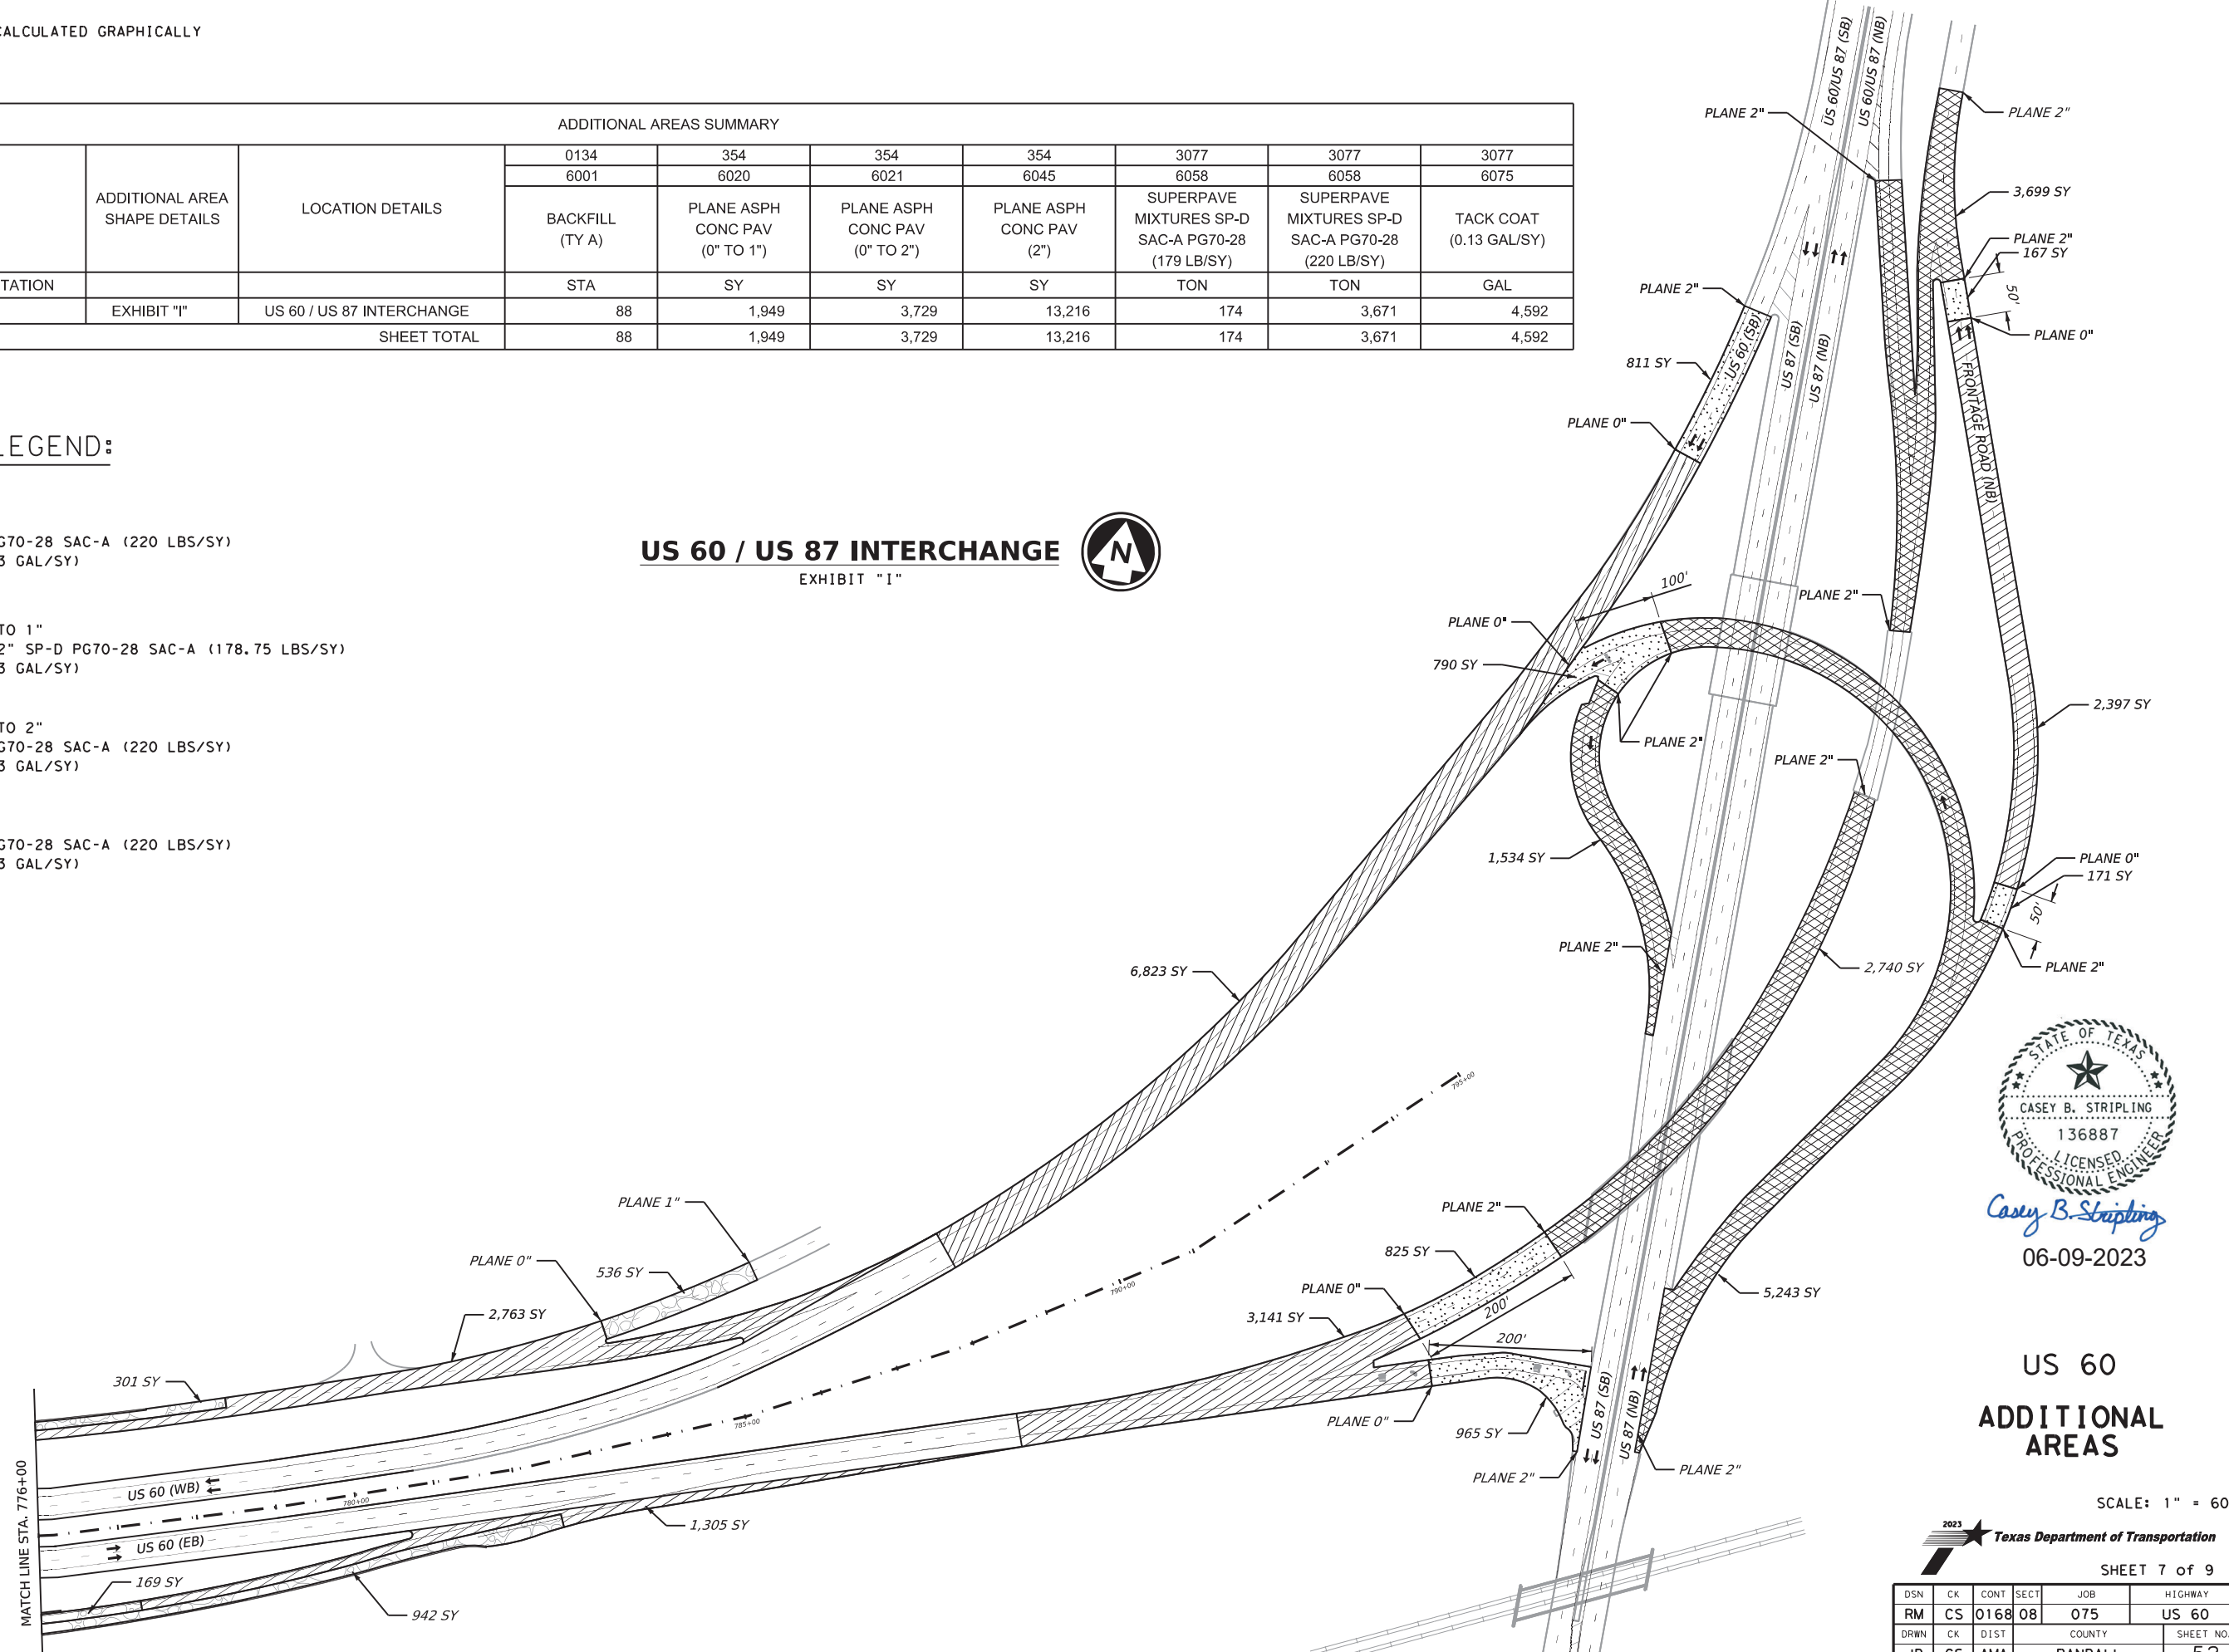 CALCULATED GRAPHICALLY
ADDITIONAL AREAS SUMMARY
ADDITIONAL AREA SHAPE DETAILS
LOCATION DETAILS
0134 354 354 354 3077 3077 3077
6001 6020 6021 6045 6058 6058 6075
BACKFILL (TY A)
PLANE ASPH CONC PAV (0" TO 1")
PLANE ASPH CONC PAV (0" TO 2")
PLANE ASPH CONC PAV (2")
SUPERPAVE MIXTURES SP-D SAC-A PG70-28 (179 LB/SY)
SUPERPAVE MIXTURES SP-D SAC-A PG70-28 (220 LB/SY)
TACK COAT (0.13 GAL/SY)
TATION STA SY SY SY TON TON GAL
EXHIBIT "I" US 60 / US 87 INTERCHANGE 88 1,949 3,729 13,216 174 3,671 4,592
SHEET TOTAL 88 1,949 3,729 13,216 174 3,671 4,592
LEGEND:
G70-28 SAC-A (220 LBS/SY)
3 GAL/SY)
TO 1"
2" SP-D PG70-28 SAC-A (178.75 LBS/SY)
3 GAL/SY)
TO 2"
G70-28 SAC-A (220 LBS/SY)
3 GAL/SY)
PG70-28 SAC-A (220 LBS/SY)
3 GAL/SY)
US 60 / US 87 INTERCHANGE
EXHIBIT "I"
N
US 60/US 87 (SB)
US 60/US 87 (NB)
PLANE 2"
PLANE 2"
3,699 SY
PLANE 2"
167 SY
50'
PLANE 0"
PLANE 2"
US 60 (SB)
US 87 (SB)
US 87 (NB)
811 SY
PLANE 0"
FRONTAGE ROAD (NB)
100'
PLANE 2"
PLANE 0"
790 SY
PLANE 2"
2,397 SY
PLANE 2"
1,534 SY
PLANE 0"
171 SY
50'
PLANE 2"
PLANE 2"
2,740 SY
6,823 SY
795+00
790+00
785+00
780+00
PLANE 1"
PLANE 0"
536 SY
2,763 SY
301 SY
PLANE 2"
825 SY
PLANE 0"
3,141 SY
200'
200'
5,243 SY
PLANE 0"
965 SY
US 87 (SB)
US 87 (NB)
PLANE 2"
PLANE 2"
US 60 (WB)
US 60 (EB)
1,305 SY
169 SY
942 SY
MATCH LINE STA. 776+00
STATE OF TEXAS
CASEY B. STRIPLING
136887
LICENSED
PROFESSIONAL ENGINEER
Casey B. Stripling
06-09-2023
US 60
ADDITIONAL
AREAS
SCALE: 1" = 60
2023
Texas Department of Transportation
SHEET 7 of 9
DSN CK CONT SECT JOB HIGHWAY
RM CS 0168 08 075 US 60
DRWN CK DIST COUNTY SHEET NO.